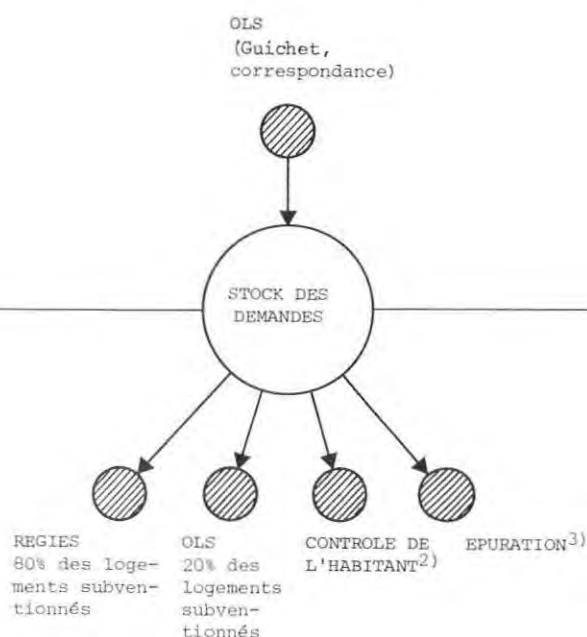 OLS
(Guichet,
correspondance)
STOCK DES
DEMANDES
REGIES
80% des loge-
ments subven-
tionnés
OLS
20% des
logements
subven-
tionnés
CONTROLE DE
L'HABITANT2)
EPURATION3)